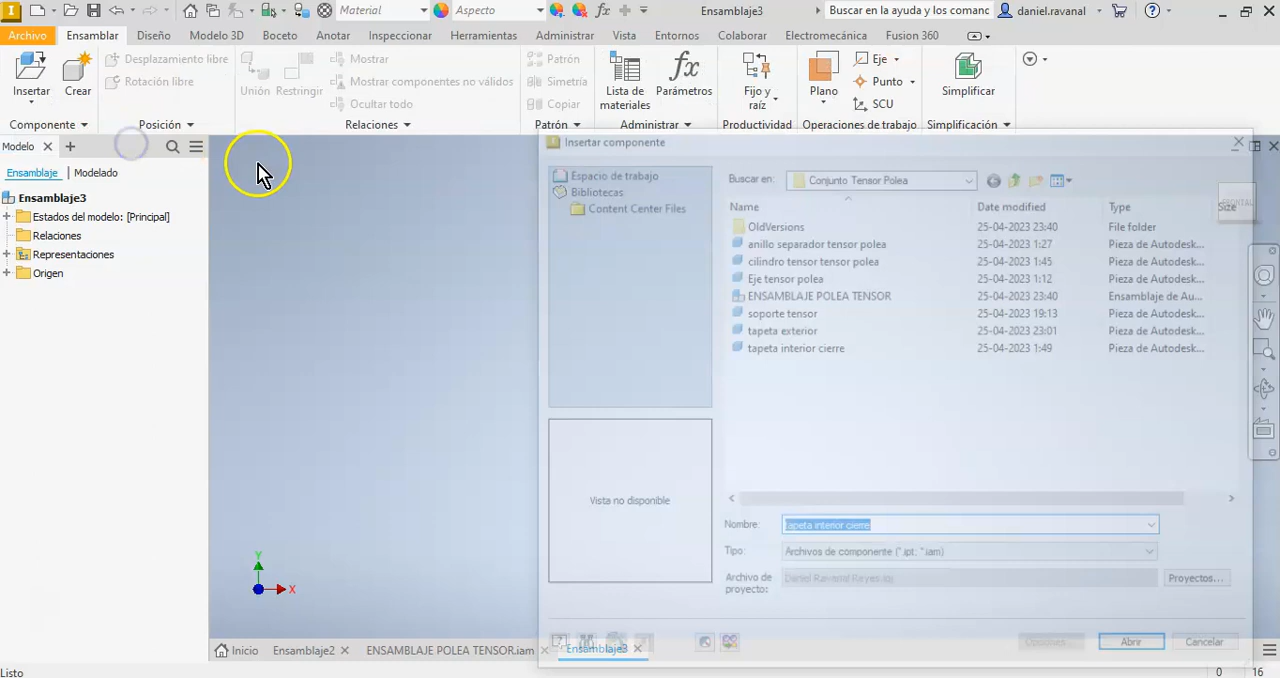 Material Aspecto fx Ensamblaje3 Buscar en la ayuda y los comanc daniel.ravanal
Archivo Ensamblar Diseño Modelo 3D Boceto Anotar Inspeccionar Herramientas Administrar Vista Entornos Colaborar Electromecánica Fusion 360
Insertar
Crear
Componente
Desplazamiento libre
Rotación libre
Posición
Unión
Restringir
Mostrar
Mostrar componentes no válidos
Ocultar todo
Relaciones
Patrón
Simetría
Copiar
Patrón
Lista de
materiales
fx
Parámetros
Administrar
Fijo y
raíz
Productividad
Plano
Eje
Punto
SCU
Operaciones de trabajo
Simplificar
Simplificación
Modelo
Ensamblaje Modelado
Ensamblaje3
Estados del modelo: [Principal]
Relaciones
Representaciones
Origen
Insertar componente
Espacio de trabajo
Bibliotecas
Content Center Files
Vista no disponible
Buscar en: Conjunto Tensor Polea
Name Date modified Type Size
OldVersions 25-04-2023 23:40 File folder
anillo separador tensor polea 25-04-2023 1:27 Pieza de Autodesk...
cilindro tensor tensor polea 25-04-2023 1:45 Pieza de Autodesk...
Eje tensor polea 25-04-2023 1:12 Pieza de Autodesk...
ENSAMBLAJE POLEA TENSOR 25-04-2023 23:40 Ensamblaje de Au...
soporte tensor 25-04-2023 19:13 Pieza de Autodesk...
tapeta exterior 25-04-2023 23:01 Pieza de Autodesk...
tapeta interior cierre 25-04-2023 1:49 Pieza de Autodesk...
Nombre: tapeta interior cierre
Tipo: Archivos de componente (*.ipt; *.iam)
Archivo de
proyecto:
Daniel Ravanal Reyes.ipj
Proyectos...
Opciones... Abrir Cancelar
FRONTAL
Y
X
Inicio Ensamblaje2 ENSAMBLAJE POLEA TENSOR.iam Ensamblaje3
Listo 0 16